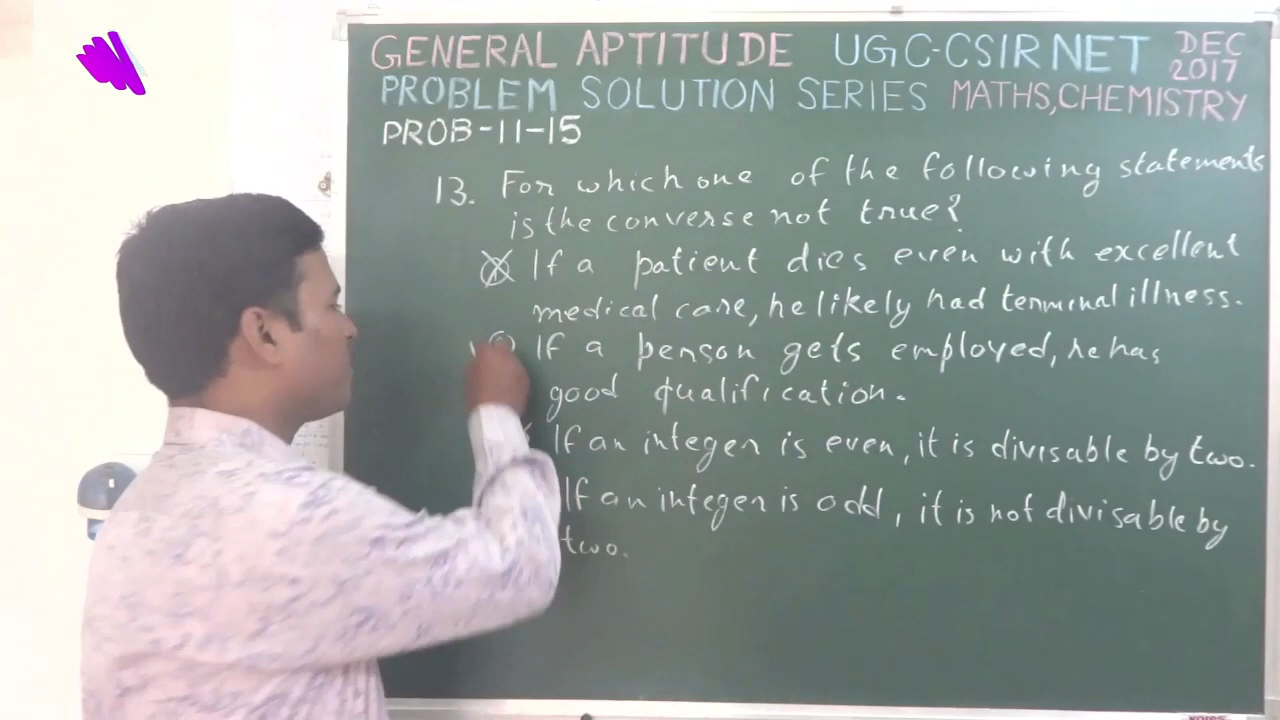 GENERAL APTITUDE UGC-CSIR NET DEC 2017
PROBLEM SOLUTION SERIES MATHS, CHEMISTRY
PROB-11-15
13. For which one of the following statements
is the converse not true?
If a patient dies even with excellent
medical care, he likely had terminal illness.
If a person gets employed, he has
good qualification.
If an integer is even, it is divisable by two.
If an integer is odd, it is not divisable by
two.